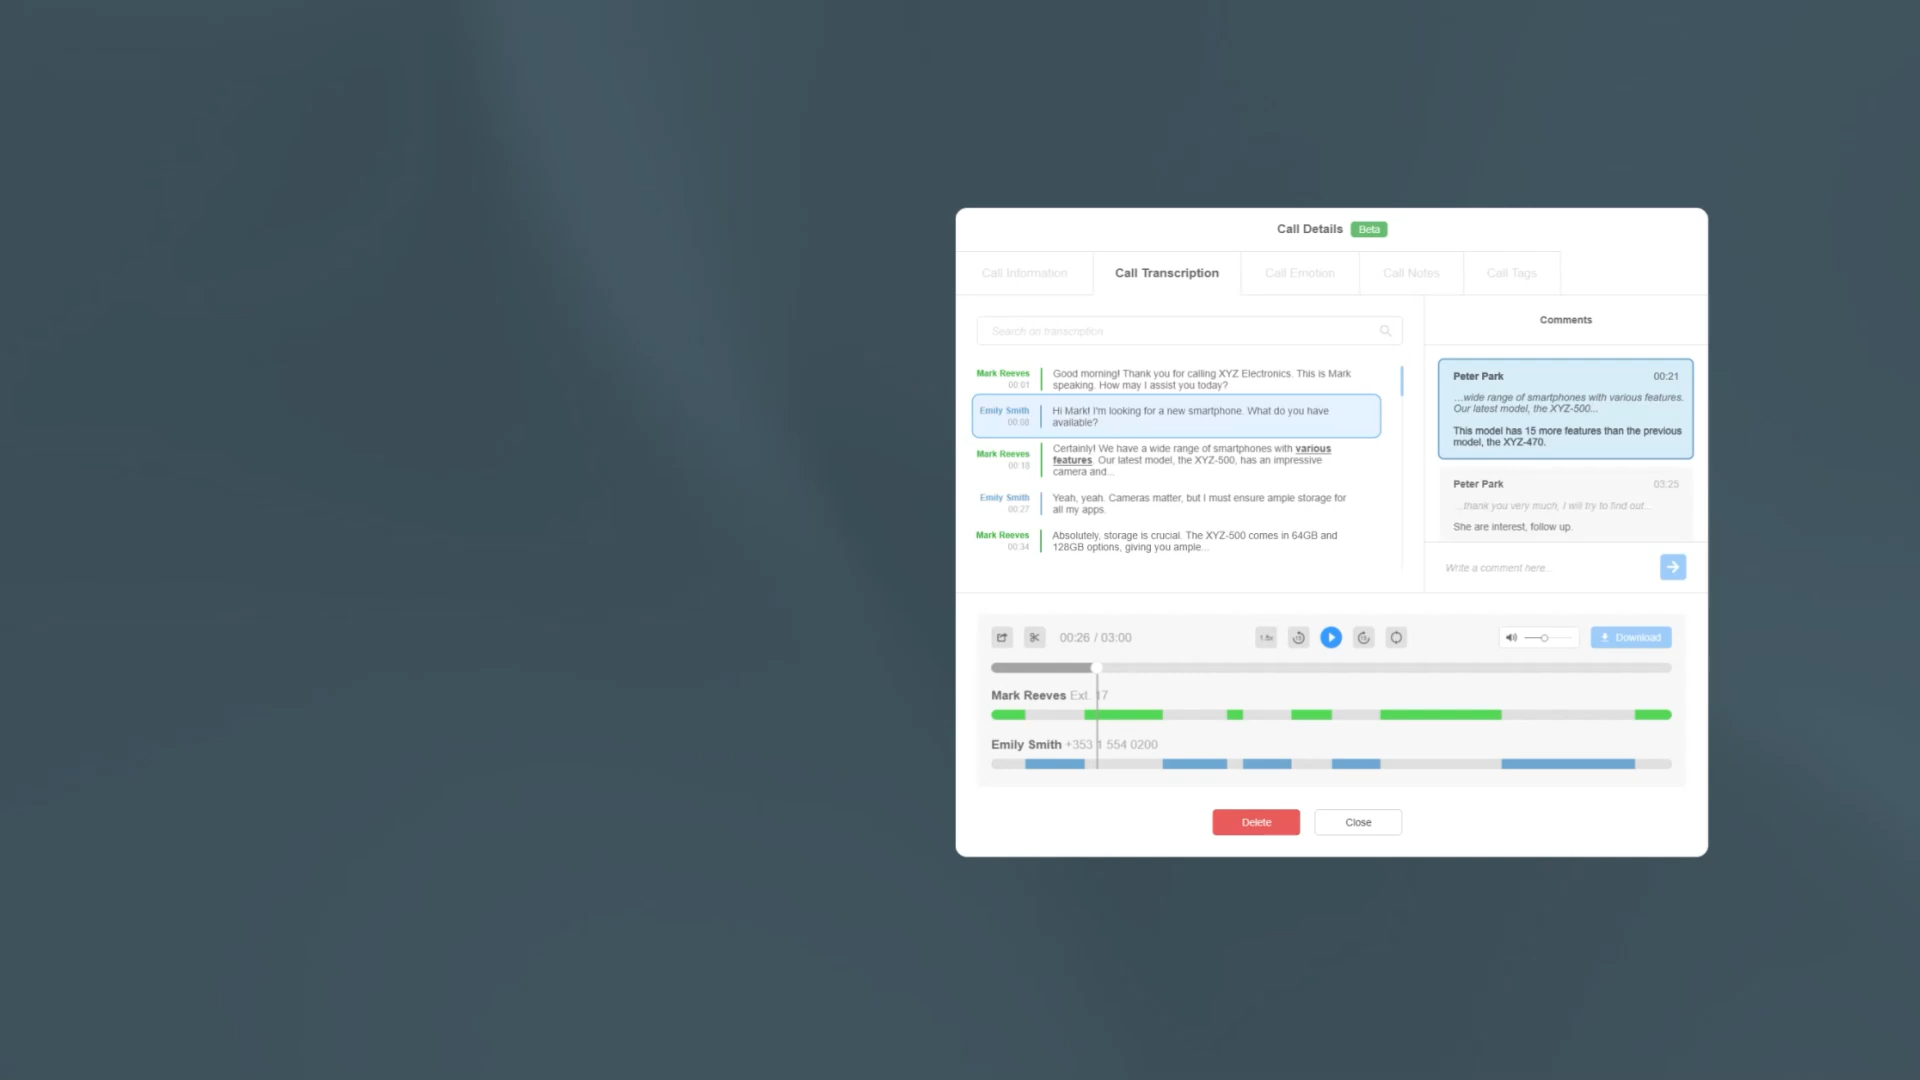 Call Details Beta
Call Information Call Transcription Call Emotion Call Notes Call Tags
Search on transcription
Mark Reeves
00:01
Good morning! Thank you for calling XYZ Electronics. This is Mark
speaking. How may I assist you today?
Emily Smith
00:08
Hi Mark! I'm looking for a new smartphone. What do you have
available?
Mark Reeves
00:18
Certainly! We have a wide range of smartphones with various
features. Our latest model, the XYZ-500, has an impressive
camera and...
Emily Smith
00:27
Yeah, yeah. Cameras matter, but I must ensure ample storage for
all my apps.
Mark Reeves
00:34
Absolutely, storage is crucial. The XYZ-500 comes in 64GB and
128GB options, giving you ample...
Comments
Peter Park 00:21
...wide range of smartphones with various features.
Our latest model, the XYZ-500...
This model has 15 more features than the previous
model, the XYZ-470.
Peter Park 03:25
...thank you very much, I will try to find out...
She are interest, follow up.
Write a comment here..
00:26 / 03:00
1.5x
Download
Mark Reeves Ext. 17
Emily Smith +353 1 554 0200
Delete Close